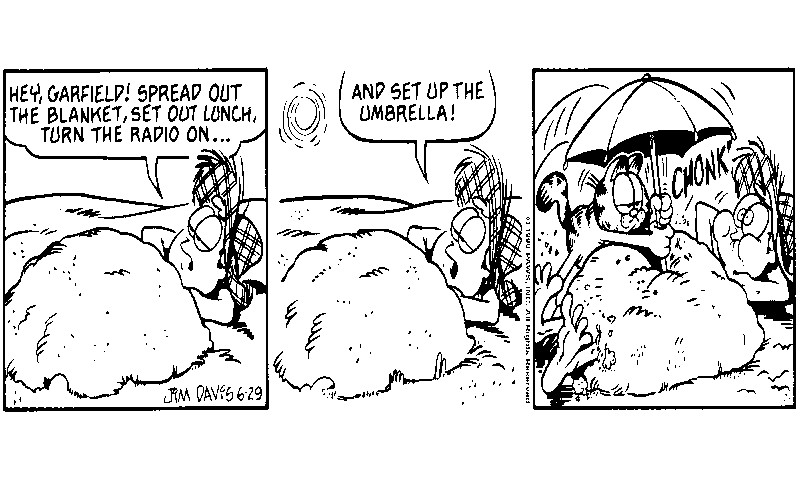 HEY, GARFIELD! SPREAD OUT
THE BLANKET, SET OUT LUNCH,
TURN THE RADIO ON...
JIM DAVIS 6-29
AND SET UP THE
UMBRELLA!
CHONK